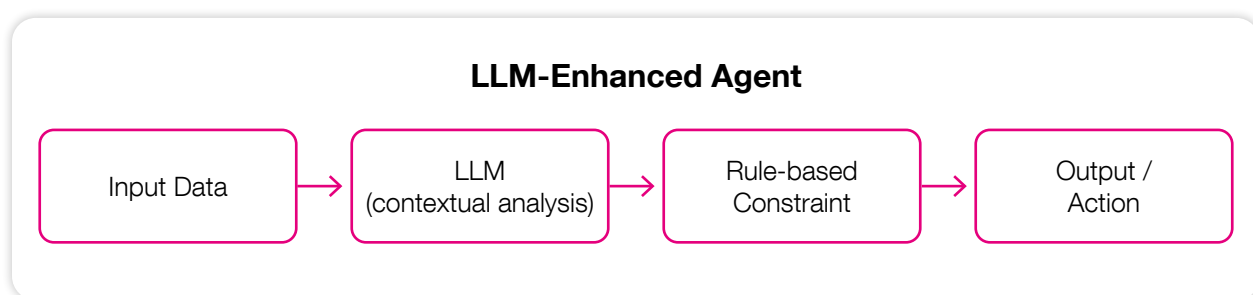 LLM-Enhanced Agent
Input Data
LLM
(contextual analysis)
Rule-based
Constraint
Output /
Action